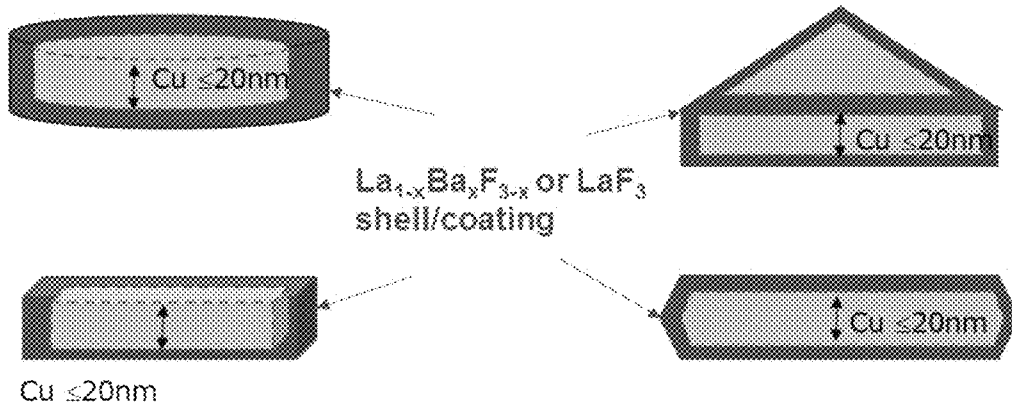 Cu ≤20nm
Cu ≤20nm
La₁₋ₓBaₓF₃₋ₓ or LaF₃
shell/coating
Cu ≤20nm
Cu ≤20nm